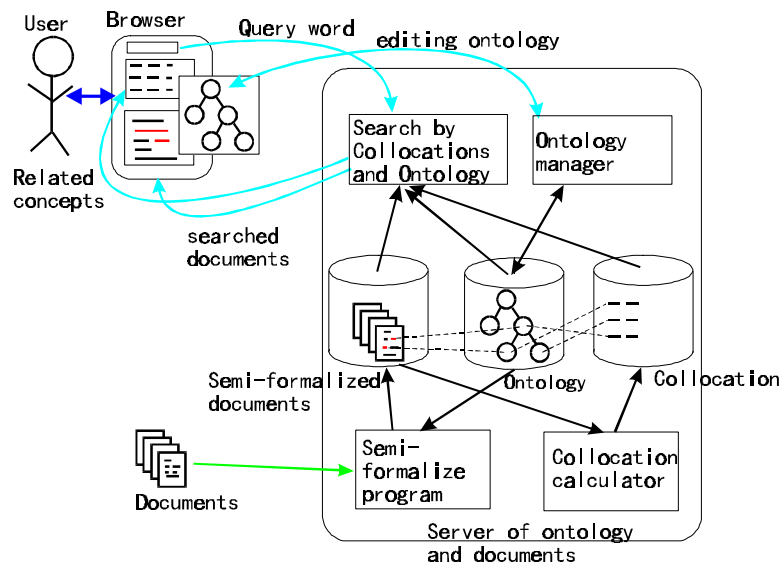 User
Browser
Query word
editing ontology
Search by
Collocations
and Ontology
Ontology
manager
Related
concepts
searched
documents
Semi-formalized
documents
Ontology
Collocation
Documents
Semi-
formalize
program
Collocation
calculator
Server of ontology
and documents